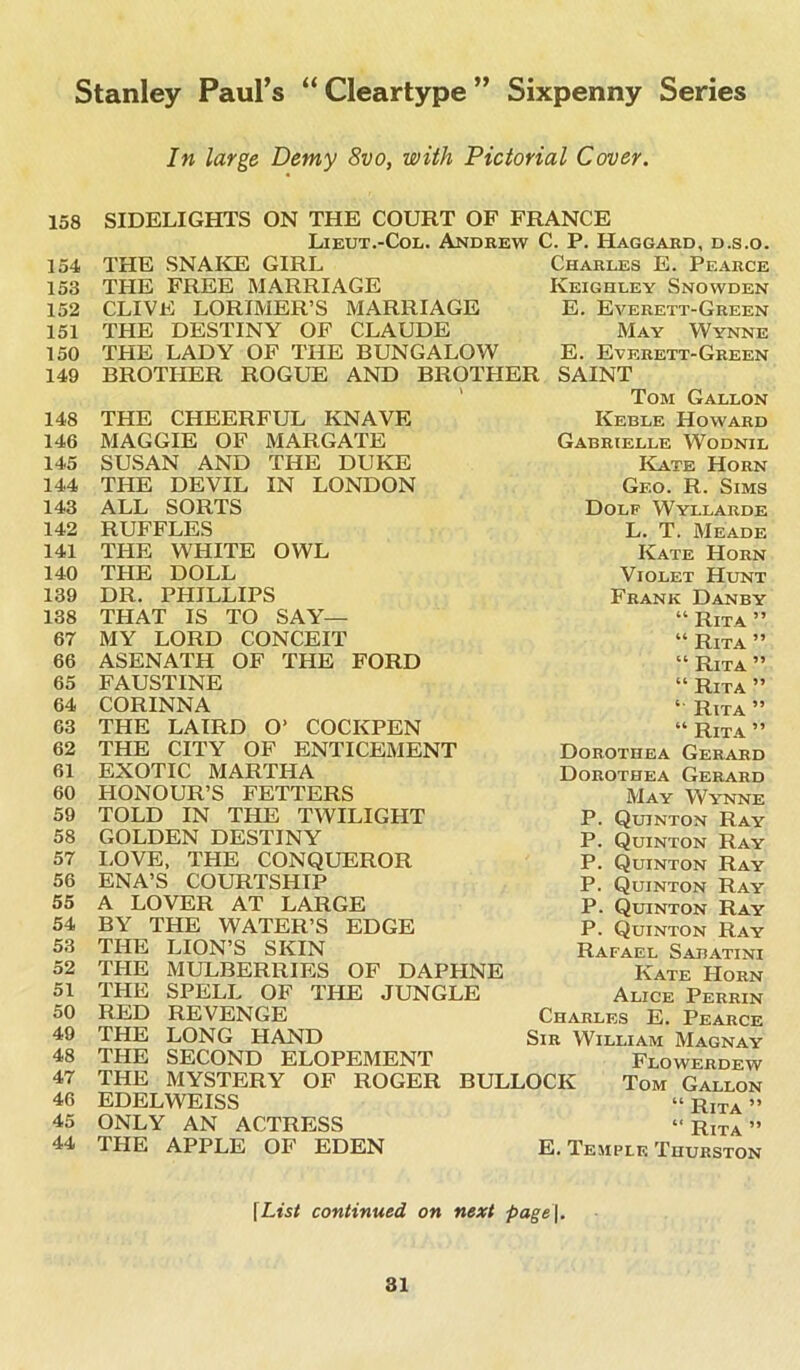 Stanley Paul's “Cleartype” Sixpenny Series
In large Demy 8vo, with Pictorial Cover.
158 SIDELIGHTS ON THE COURT OF FRANCE
Lieut.-Col. Andrew C. P. Haggard, D.S.O.
154 THE SNAKE GIRL Charles E. Pearce
153 THE FREE MARRIAGE Keighley Snowden
152 CLIVE LORIMER'S MARRIAGE E. Everett-Green
151 THE DESTINY OF CLAUDE May Wynne
150 THE LADY OF THE BUNGALOW E. Everett-Green
149 BROTHER ROGUE AND BROTHER SAINT
Tom Gallon
148 THE CHEERFUL KNAVE Keble Howard
146 MAGGIE OF MARGATE Gabrielle Wodnil
145 SUSAN AND THE DUKE Kate Horn
144 THE DEVIL IN LONDON Geo. R. Sims
143 ALL SORTS Dolf Wyllarde
142 RUFFLES L. T. Meade
141 THE WHITE OWL Kate Horn
140 THE DOLL Violet Hunt
139 DR. PHILLIPS Frank Danby
138 THAT IS TO SAY— “Rita”
67 MY LORD CONCEIT “Rita”
66 ASENATH OF THE FORD “Rita”
65 FAUSTINE “Rita”
64 CORINNA ‘Rita”
63 THE LAIRD O' COCKPEN “Rita”
62 THE CITY OF ENTICEMENT Dorothea Gerard
61 EXOTIC MARTHA Dorothea Gerard
60 HONOUR'S FETTERS May Wynne
59 TOLD IN THE TWILIGHT P. Quinton Ray
58 GOLDEN DESTINY P. Quinton Ray
57 LOVE, THE CONQUEROR P. Quinton Ray
56 ENA'S COURTSHIP P. Quinton Ray
55 A LOVER AT LARGE P. Quinton Ray
54 BY THE WATER'S EDGE P. Quinton Ray
53 THE LION'S SKIN Rafael Sabatini
52 THE MULBERRIES OF DAPHNE Kate Horn
51 THE SPELL OF THE JUNGLE Alice Perrin
50 RED REVENGE Charles E. Pearce
49 THE LONG HAND Sir William Magnay
48 THE SECOND ELOPEMENT Flowerdew
47 THE MYSTERY OF ROGER BULLOCK Tom Gallon
46 EDELWEISS “Rita”
45 ONLY AN ACTRESS “Rita”
44 THE APPLE OF EDEN E. Temple Thurston
[List continued on next page].
31